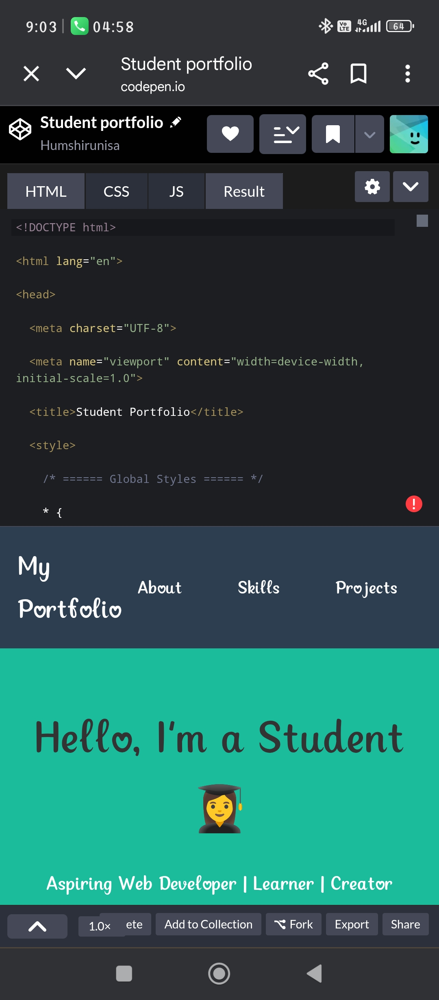 9:03 04:58 Vo LTE 4G 64
Student portfolio
codepen.io
Student portfolio
Humshirunisa
HTML CSS JS Result
<!DOCTYPE html>
<html lang="en">
<head>
<meta charset="UTF-8">
<meta name="viewport" content="width=device-width,
initial-scale=1.0">
<title>Student Portfolio</title>
<style>
/* ====== Global Styles ====== */
* {
My
Portfolio
About Skills Projects
Hello, I'm a Student
Aspiring Web Developer | Learner | Creator
1.0× ete Add to Collection Fork Export Share